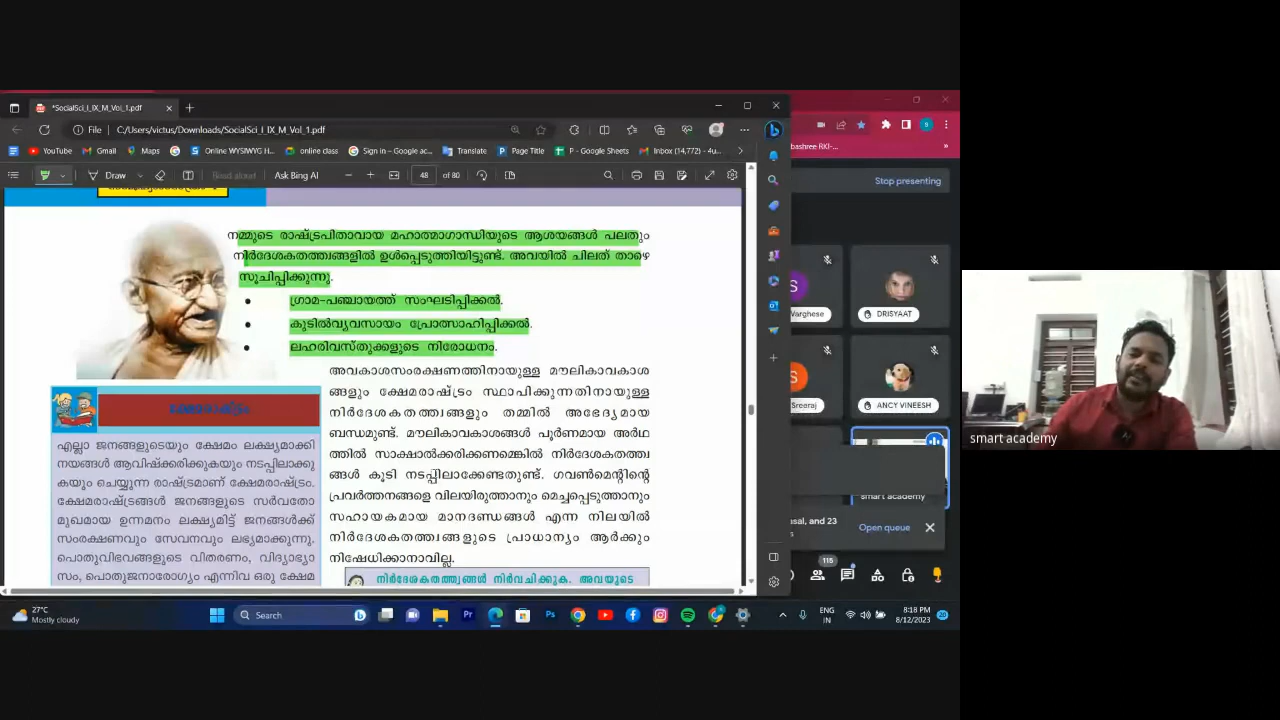 *SocialSci_I_IX_M_Vol_1.pdf
File
C:/Users/victus/Downloads/SocialSci_I_IX_M_Vol_1.pdf
YouTube Gmail Maps Online WYSIWYG H... online class Sign in – Google ac... Translate Page Title P - Google Sheets Inbox (14,772) - 4u...
bashree RKI-...
Draw Read aloud Ask Bing AI 48 of 80
Stop presenting
നമ്മുടെ രാഷ്ട്രപിതാവായ മഹാത്മാഗാന്ധിയുടെ ആശയങ്ങൾ പലതും
നിർദേശകതത്ത്വങ്ങളിൽ ഉൾപ്പെടുത്തിയിട്ടുണ്ട്. അവയിൽ ചിലത് താഴെ
സൂചിപ്പിക്കുന്നു.
• ഗ്രാമ-പഞ്ചായത്ത് സംഘടിപ്പിക്കൽ.
• കുടിൽവ്യവസായം പ്രോത്സാഹിപ്പിക്കൽ.
• ലഹരിവസ്തുക്കളുടെ നിരോധനം.
അവകാശസംരക്ഷണത്തിനായുള്ള മൗലികാവകാശ
ങ്ങളും ക്ഷേമരാഷ്ട്രം സ്ഥാപിക്കുന്നതിനായുള്ള
നിർദേശകതത്ത്വങ്ങളും തമ്മിൽ അഭേദ്യമായ
ബന്ധമുണ്ട്. മൗലികാവകാശങ്ങൾ പൂർണമായ അർഥ
ത്തിൽ സാക്ഷാൽക്കരിക്കണമെങ്കിൽ നിർദേശകതത്ത്വ
ങ്ങൾ കൂടി നടപ്പിലാക്കേണ്ടതുണ്ട്. ഗവൺമെന്റിന്റെ
പ്രവർത്തനങ്ങളെ വിലയിരുത്താനും മെച്ചപ്പെടുത്താനും
സഹായകമായ മാനദണ്ഡങ്ങൾ എന്ന നിലയിൽ
നിർദേശകതത്ത്വങ്ങളുടെ പ്രാധാന്യം ആർക്കും
നിഷേധിക്കാനാവില്ല.
നിർദേശകതത്ത്വങ്ങൾ നിർവചിക്കുക. അവയുടെ
ക്ഷേമരാഷ്ട്രം
എല്ലാ ജനങ്ങളുടെയും ക്ഷേമം ലക്ഷ്യമാക്കി
നയങ്ങൾ ആവിഷ്ക്കരിക്കുകയും നടപ്പിലാക്കു
കയും ചെയ്യുന്ന രാഷ്ട്രമാണ് ക്ഷേമരാഷ്ട്രം.
ക്ഷേമരാഷ്ട്രങ്ങൾ ജനങ്ങളുടെ സർവതോ
മുഖമായ ഉന്നമനം ലക്ഷ്യമിട്ട് ജനങ്ങൾക്ക്
സംരക്ഷണവും സേവനവും ലഭ്യമാക്കുന്നു.
പൊതുവിഭവങ്ങളുടെ വിതരണം, വിദ്യാഭ്യാ
സം, പൊതുജനാരോഗ്യം എന്നിവ ഒരു ക്ഷേമ
S
Varghese
DRISYAAT
S
Sreeraj
ANCY VINEESH
smart academy
asal, and 23
Open queue
115
smart academy
27°C
Mostly cloudy
Search
ENG
IN
8:18 PM
8/12/2023
20